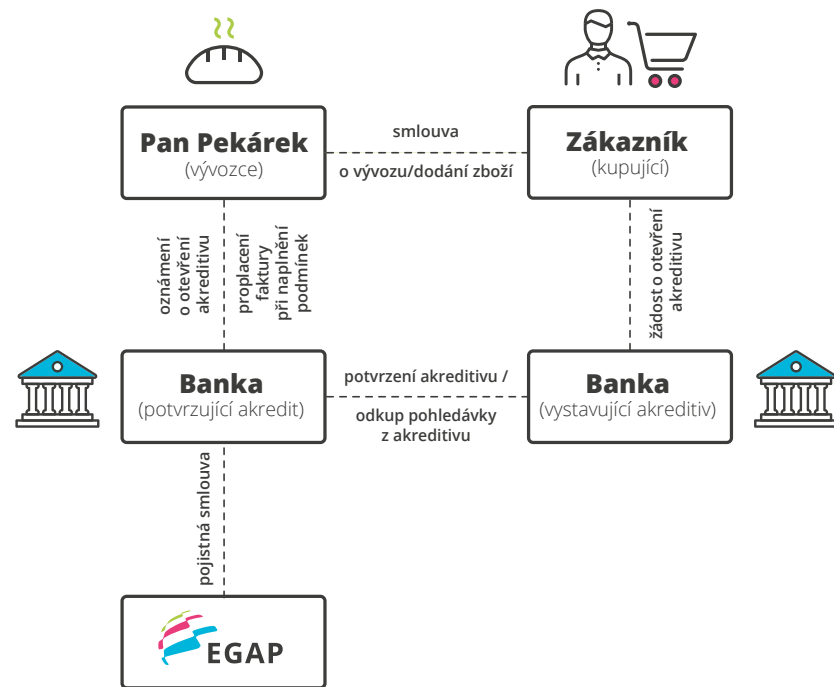 Pan Pekárek
(vývozce)
smlouva
o vývozu/dodání zboží
Zákazník
(kupující)
oznámení
o otevření
akreditivu
proplacení
faktury
při naplnění
podmínek
žádost o otevření
akreditivu
Banka
(potvrzující akredit)
potvrzení akreditivu /
odkup pohledávky
z akreditivu
Banka
(vystavující akreditiv)
pojistná smlouva
EGAP